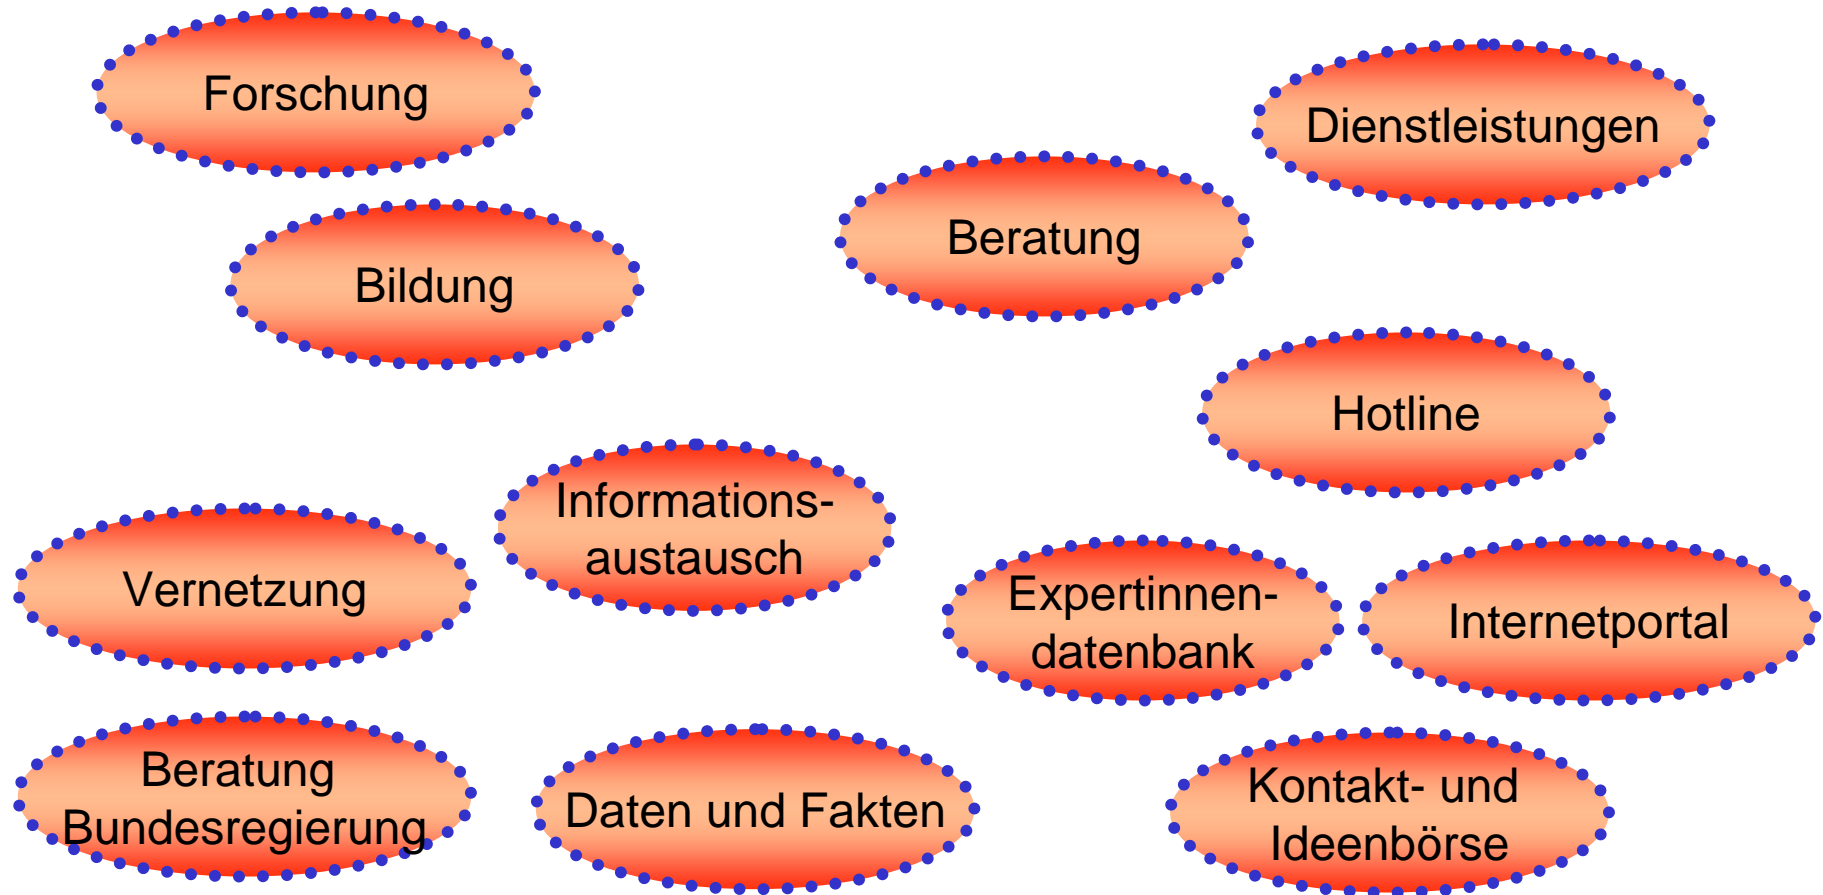 Forschung
Dienstleistungen
Beratung
Bildung
Hotline
Informations-
austausch
Vernetzung
Expertinnen-
datenbank
Internetportal
Beratung
Bundesregierung
Daten und Fakten
Kontakt- und
Ideenbörse